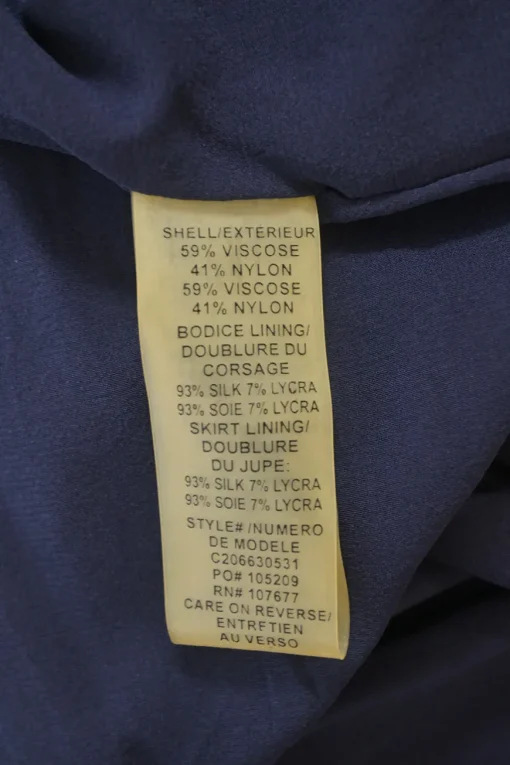 SHELL/EXTERIEUR
59% VISCOSE
41% NYLON
59% VISCOSE
41% NYLON
BODICE LINING/
DOUBLURE DU
CORSAGE
93% SILK 7% LYCRA
93% SOIE 7% LYCRA
SKIRT LINING/
DOUBLURE
DU JUPE:
93% SILK 7% LYCRA
93% SOIE 7% LYCRA
STYLE# /NUMERO
DE MODELE
C206630531
PO# 105209
RN# 107677
CARE ON REVERSE/
ENTRETIEN
AU VERSO